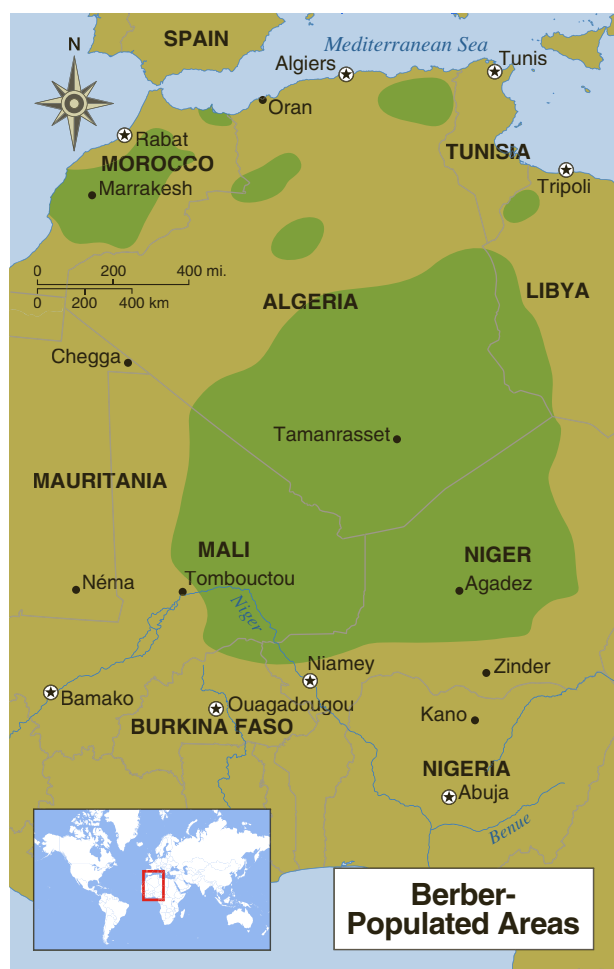 SPAIN
Mediterranean Sea
N
Algiers
Tunis
Oran
Rabat
MOROCCO
TUNISIA
Marrakesh
Tripoli
0 200 400 mi.
0 200 400 km
ALGERIA
LIBYA
Chegga
Tamanrasset
MAURITANIA
MALI
NIGER
Néma
Tombouctou
Agadez
Niger
Niamey
Zinder
Bamako
Ouagadougou
Kano
BURKINA FASO
NIGERIA
Abuja
Benue
Berber-
Populated Areas